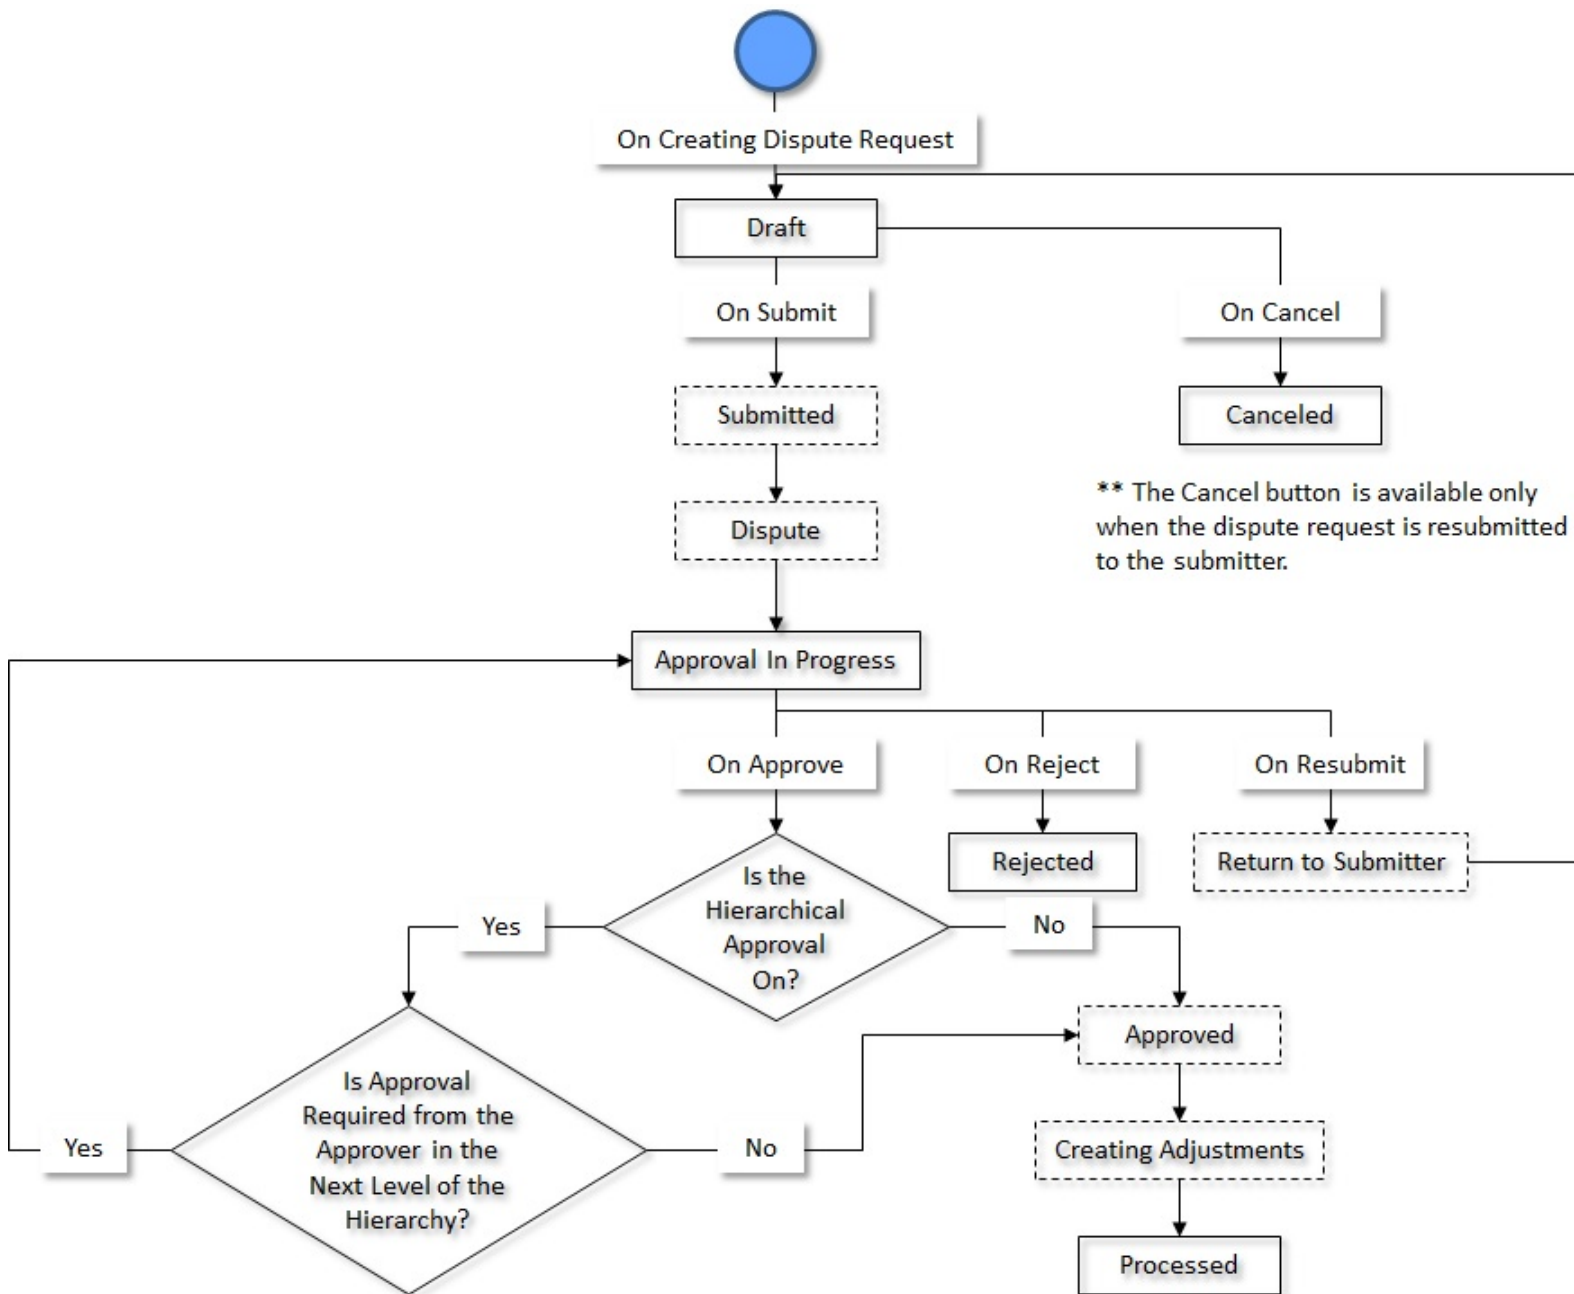 On Creating Dispute Request
Draft
On Submit
On Cancel
Submitted
Canceled
** The Cancel button is available only
when the dispute request is resubmitted
to the submitter.
Dispute
Approval In Progress
On Approve
On Reject
On Resubmit
Rejected
Return to Submitter
Is the
Hierarchical
Approval
On?
Yes
No
Approved
Is Approval
Required from the
Approver in the
Next Level of the
Hierarchy?
Yes
No
Creating Adjustments
Processed